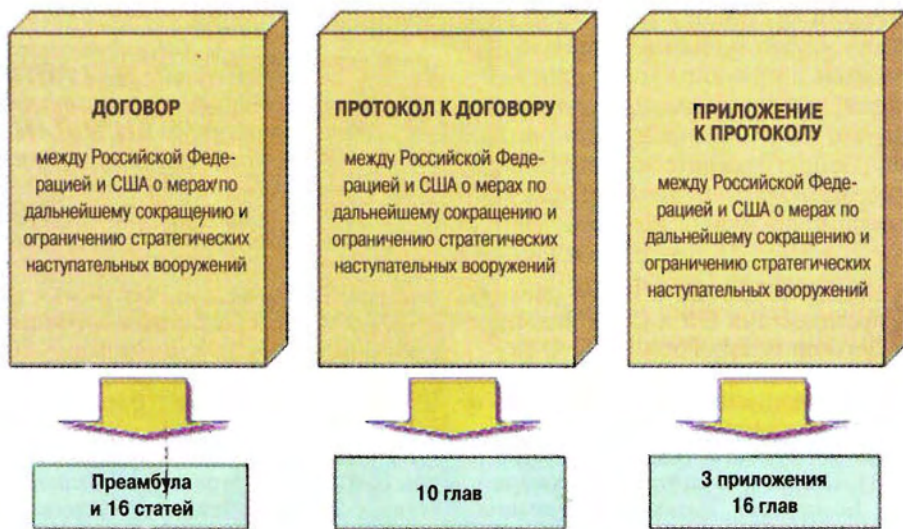 ДОГОВОР
между Российской Феде-
рацией и США о мерах по
дальнейшему сокращению и
ограничению стратегических
наступательных вооружений
ПРОТОКОЛ К ДОГОВОРУ
между Российской Феде-
рацией и США о мерах по
дальнейшему сокращению и
ограничению стратегических
наступательных вооружений
ПРИЛОЖЕНИЕ
К ПРОТОКОЛУ
между Российской Феде-
рацией и США о мерах по
дальнейшему сокращению и
ограничению стратегических
наступательных вооружений
Преамбула
и 16 статей
10 глав
3 приложения
16 глав